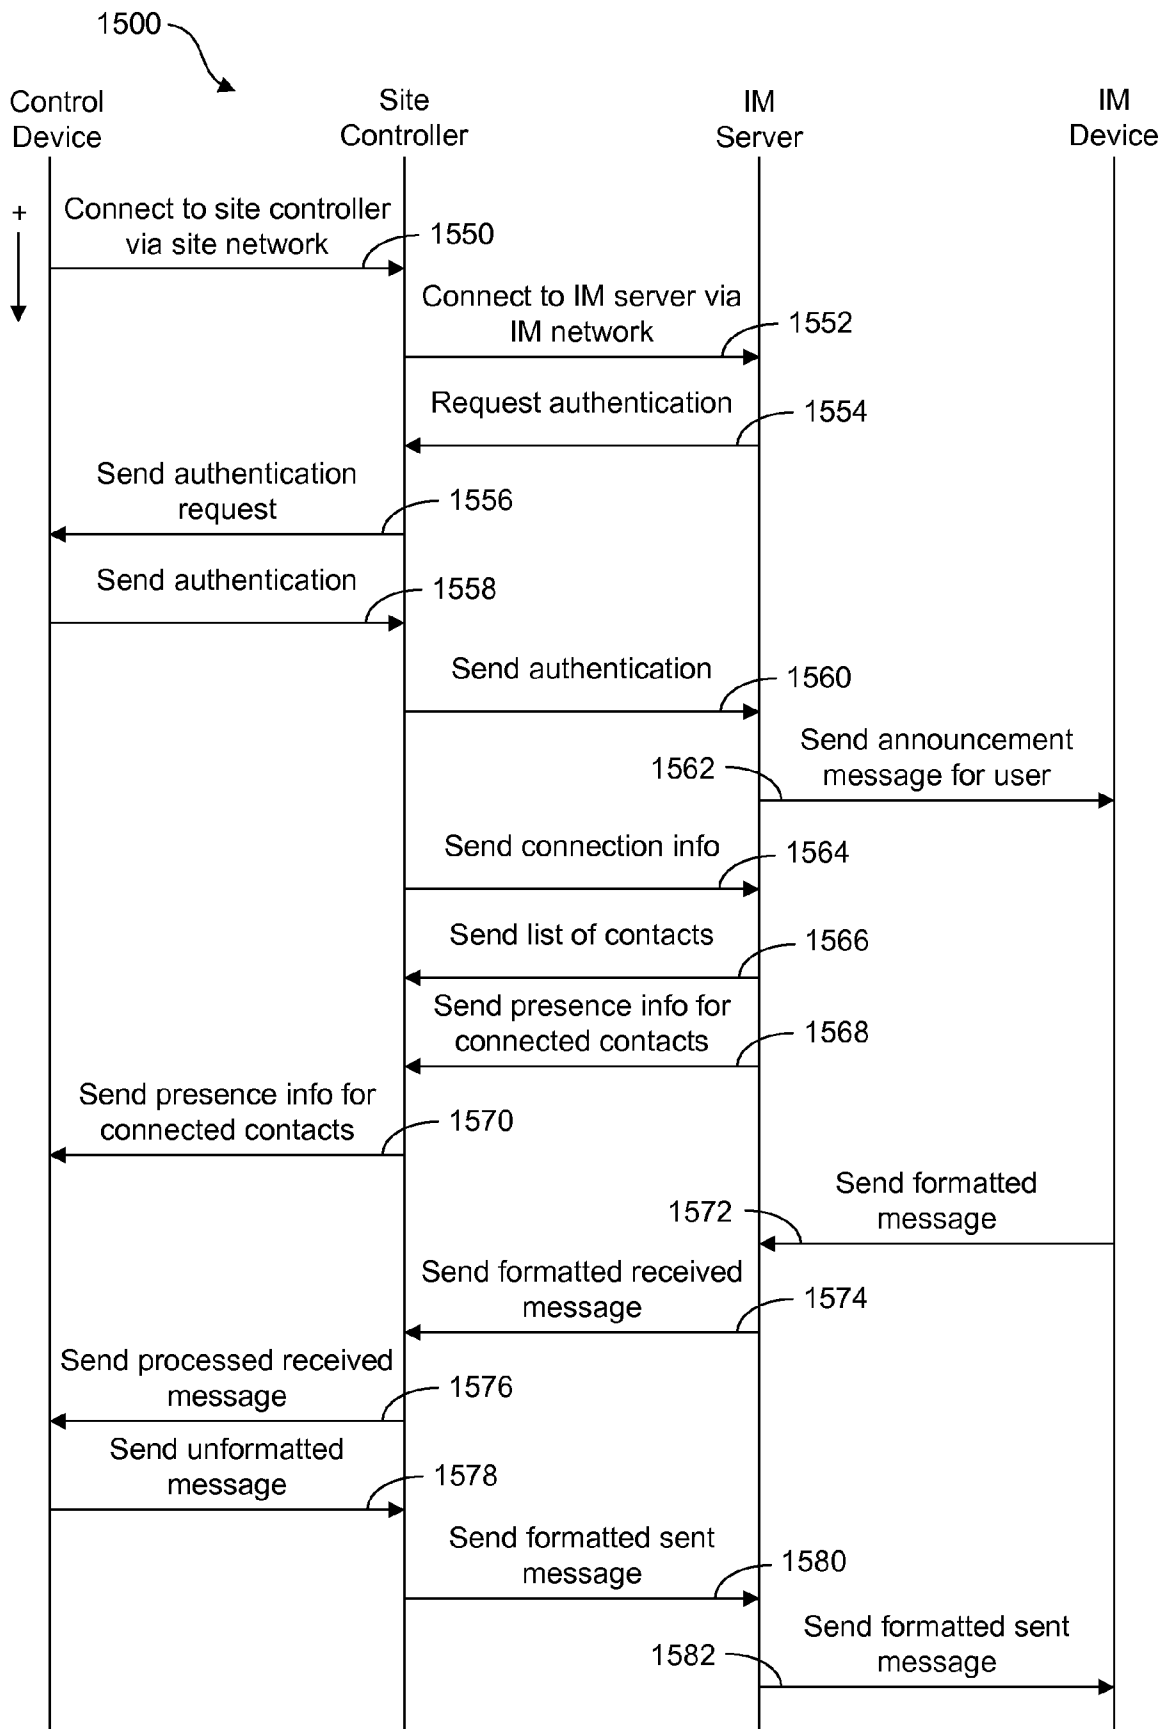 1500
Control
Device
Site
Controller
IM
Server
IM
Device
+
Connect to site controller
via site network
1550
Connect to IM server via
IM network
1552
Request authentication
1554
Send authentication
request
1556
Send authentication
1558
Send authentication
1560
Send announcement
message for user
1562
Send connection info
1564
Send list of contacts
1566
Send presence info for
connected contacts
1568
Send presence info for
connected contacts
1570
Send formatted
message
1572
Send formatted received
message
1574
Send processed received
message
1576
Send unformatted
message
1578
Send formatted sent
message
1580
Send formatted sent
message
1582